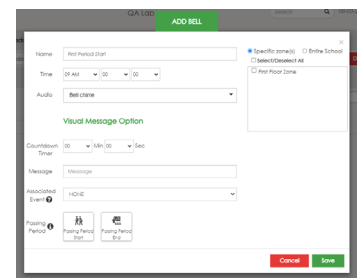 QA Lab
ADD BELL
Search
×
Name
First Period Start
Specific zone(s)
Entire School
Select/Deselect All
First Floor Zone
Time
09 AM
00
00
Audio
Bell chime
Visual Message Option
Countdown Timer
00
Min
00
Sec
Message
Message
Associated Event
NONE
Passing Period
Passing Period Start
Passing Period End
Cancel
Save